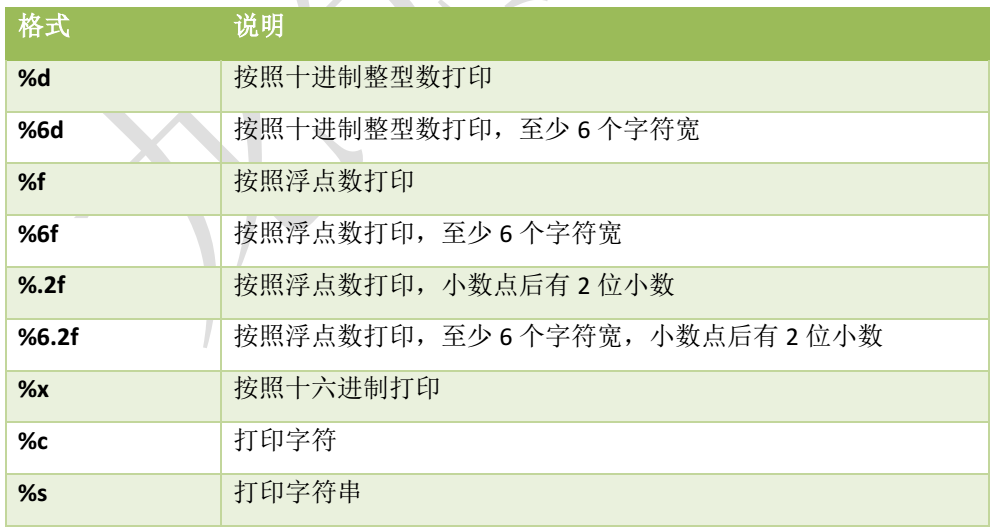 格式 说明
%d 按照十进制整型数打印
%6d 按照十进制整型数打印，至少 6 个字符宽
%f 按照浮点数打印
%6f 按照浮点数打印，至少 6 个字符宽
%.2f 按照浮点数打印，小数点后有 2 位小数
%6.2f 按照浮点数打印，至少 6 个字符宽，小数点后有 2 位小数
%x 按照十六进制打印
%c 打印字符
%s 打印字符串